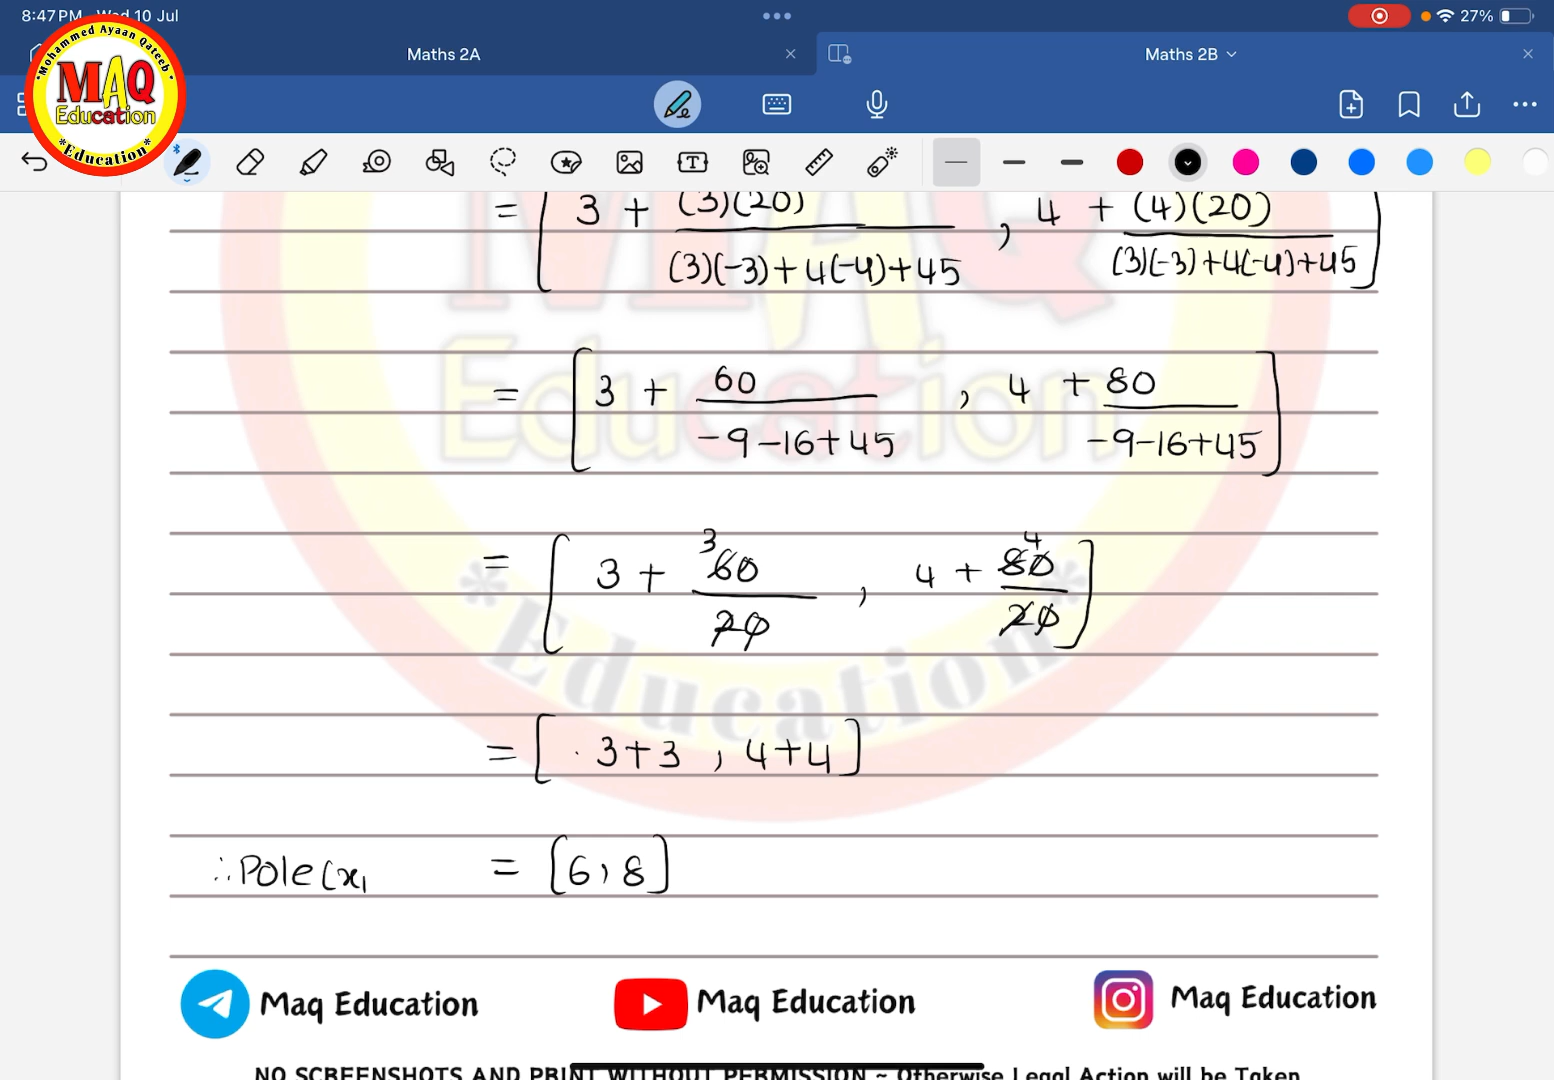 8:47 PM Wed 10 Jul
27%
Mohammed Ayaan Qateeb
MAQ
Education
*Education*
Maths 2A
Maths 2B
= [ 3 + (3)(20) / (3)(-3)+4(-4)+45 , 4 + (4)(20) / (3)(-3)+4(-4)+45 ]
= [ 3 + 60 / -9-16+45 , 4 + 80 / -9-16+45 ]
= [ 3 + 60 3 / 20 , 4 + 80 4 / 20 ]
= [ 3+3 , 4+4 ]
∴ Pole (x, = [6, 8]
MAQ
Education
*Education*
Maq Education
Maq Education
Maq Education
NO SCREENSHOTS AND PRINT WITHOUT PERMISSION ~ Otherwise Legal Action will be Taken